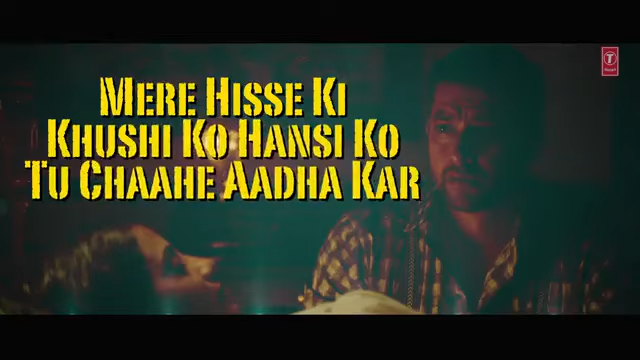 Mere Hisse Ki
Khushi Ko Hansi Ko
Tu Chaahe Aadha Kar